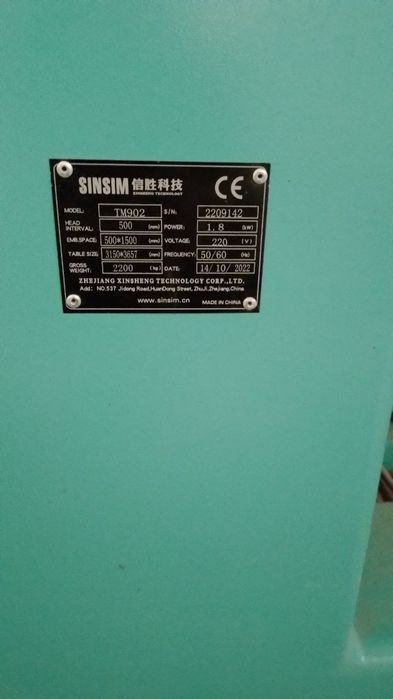 SINSIM 信胜科技 CE
XINSHENG TECHNOLOGY
MODEL: TM902 S/N: 2209142
HEAD INTERVAL: 500 (mm) POWER: 1.8 (kW)
EMB.SPACE: 500*1500 (mm) VOLTAGE: 220 (V)
TABLE SIZE: 3150*3657 (mm) FREQUENCY: 50/60 (Hz)
GROSS WEIGHT: 2200 (kg) DATE: 14/10/2022
ZHEJIANG XINSHENG TECHNOLOGY CORP.,LTD.
Add: NO.537 Jidong Road,HuanDong Street,ZhuJi,Zhejiang,China
www.sinsim.cn MADE IN CHINA